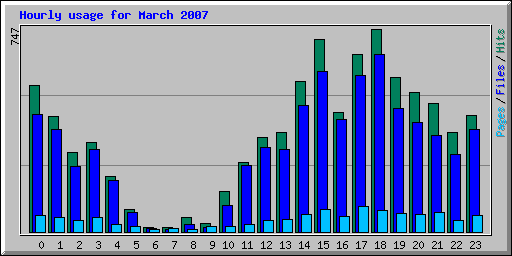 Hourly usage for March 2007
747
Pages/Files/Hits
0 1 2 3 4 5 6 7 8 9 10 11 12 13 14 15 16 17 18 19 20 21 22 23